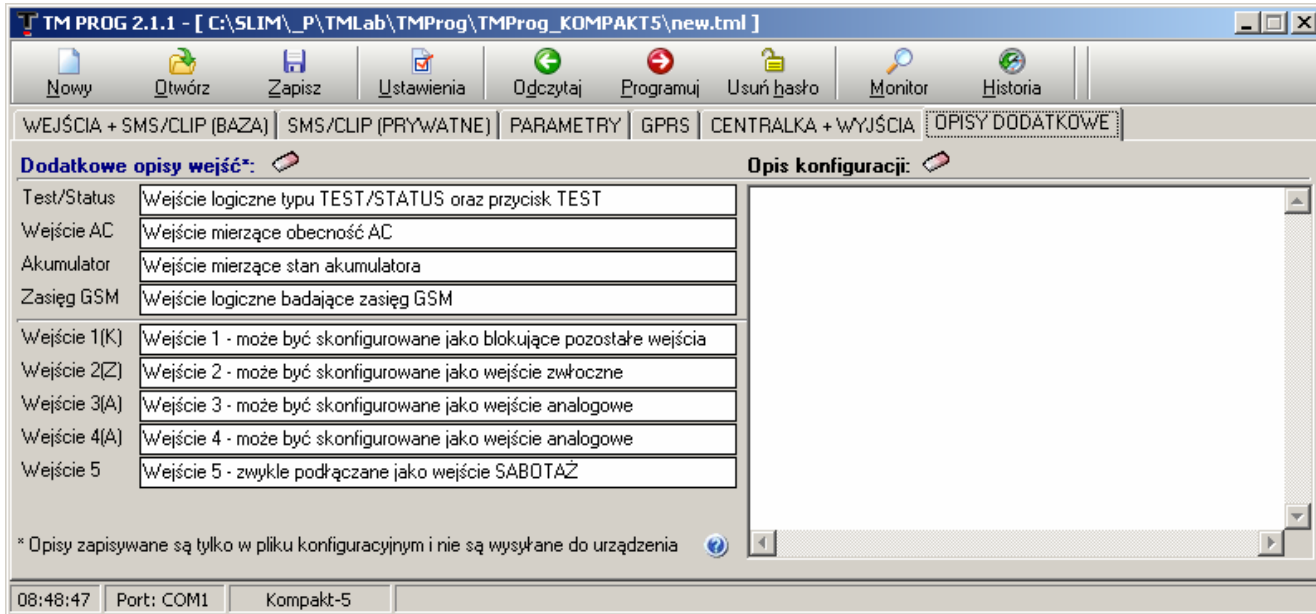 TM PROG 2.1.1 - [ C:\SLIM\_P\TMLab\TMProg\TMProg_KOMPAKT5\new.tml ]
Nowy Otwórz Zapisz Ustawienia Odczytaj Programuj Usuń hasło Monitor Historia
WEJŚCIA + SMS/CLIP (BAZA) SMS/CLIP (PRYWATNE) PARAMETRY GPRS CENTRALKA + WYJŚCIA OPISY DODATKOWE
Dodatkowe opisy wejść*: Opis konfiguracji:
Test/Status Wejście logiczne typu TEST/STATUS oraz przycisk TEST
Wejście AC Wejście mierzące obecność AC
Akumulator Wejście mierzące stan akumulatora
Zasięg GSM Wejście logiczne badające zasięg GSM
Wejście 1(K) Wejście 1 - może być skonfigurowane jako blokujące pozostałe wejścia
Wejście 2(Z) Wejście 2 - może być skonfigurowane jako wejście zwłoczne
Wejście 3(A) Wejście 3 - może być skonfigurowane jako wejście analogowe
Wejście 4(A) Wejście 4 - może być skonfigurowane jako wejście analogowe
Wejście 5 Wejście 5 - zwykle podłączane jako wejście SABOTAŻ
* Opisy zapisywane są tylko w pliku konfiguracyjnym i nie są wysyłane do urządzenia
08:48:47 Port: COM1 Kompakt-5